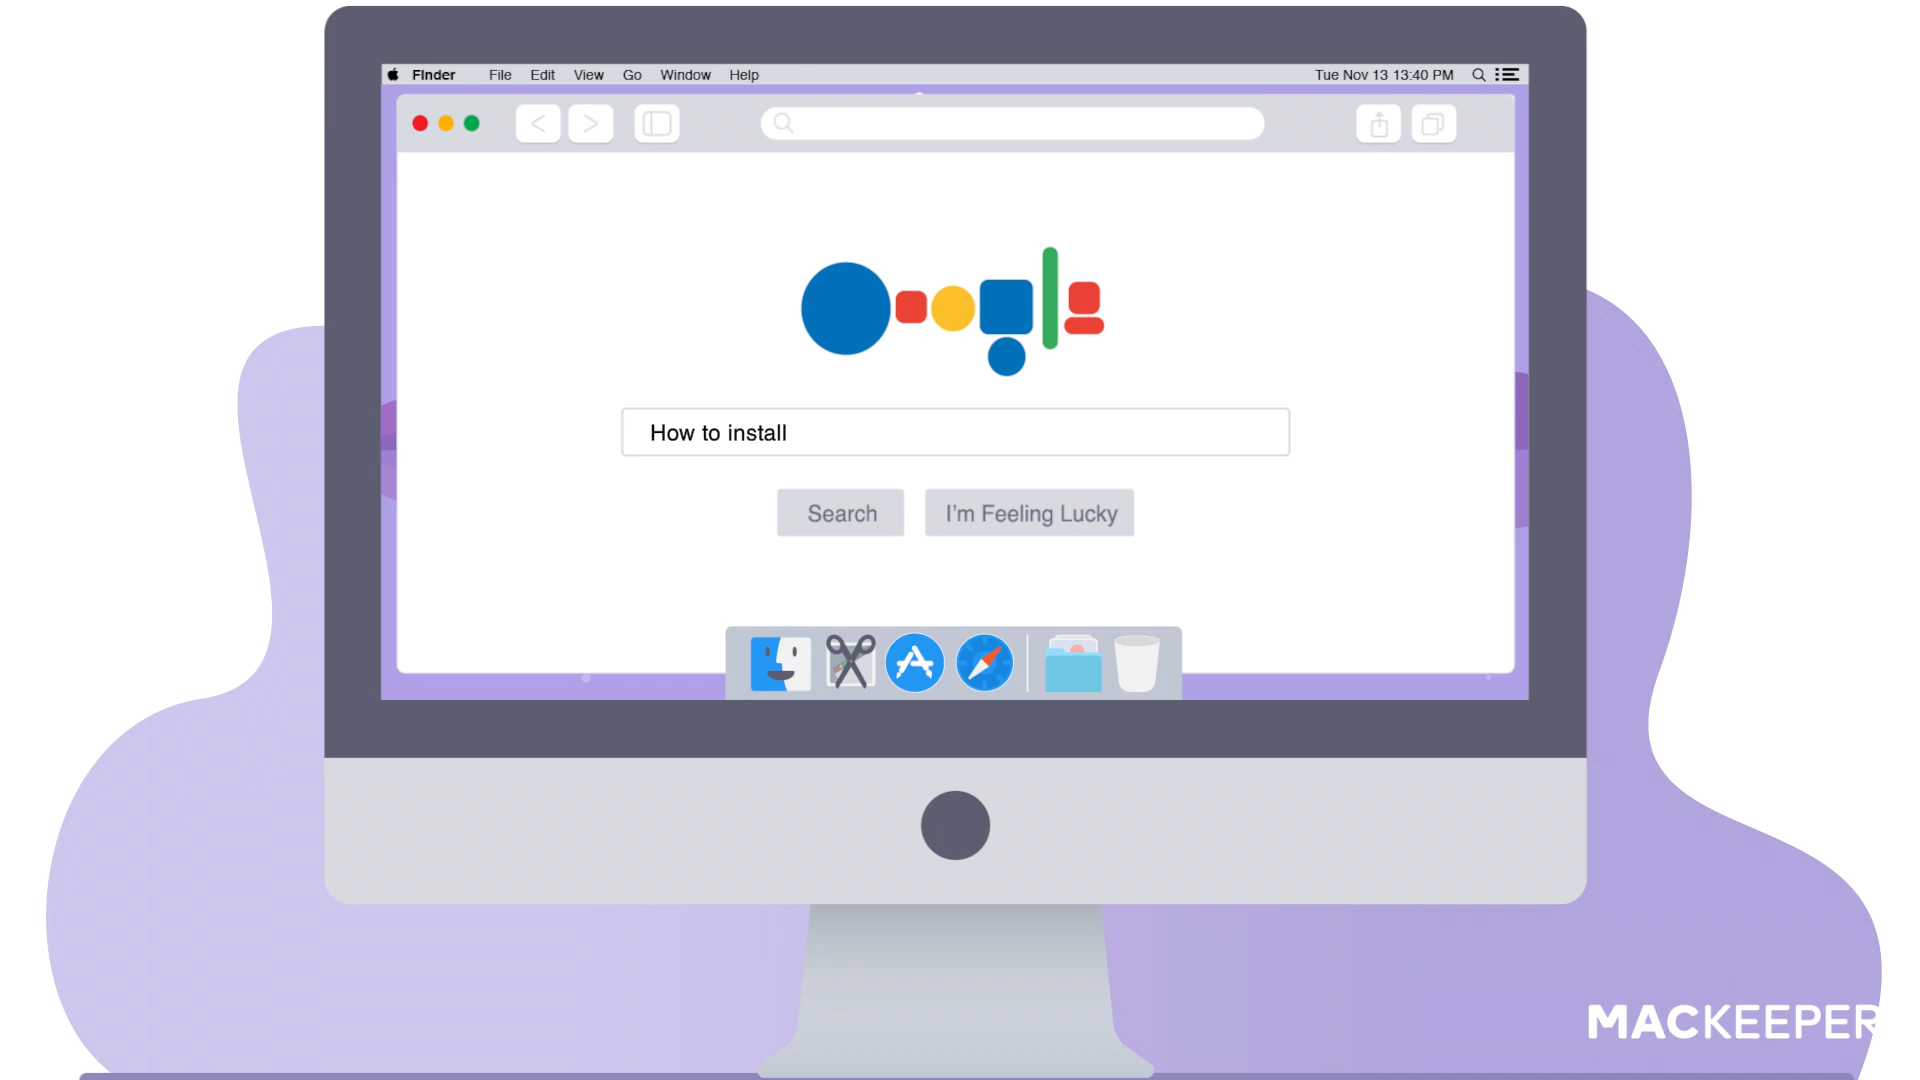 Finder File Edit View Go Window Help Tue Nov 13 13:40 PM
How to install
Search I'm Feeling Lucky
MACKEEPER